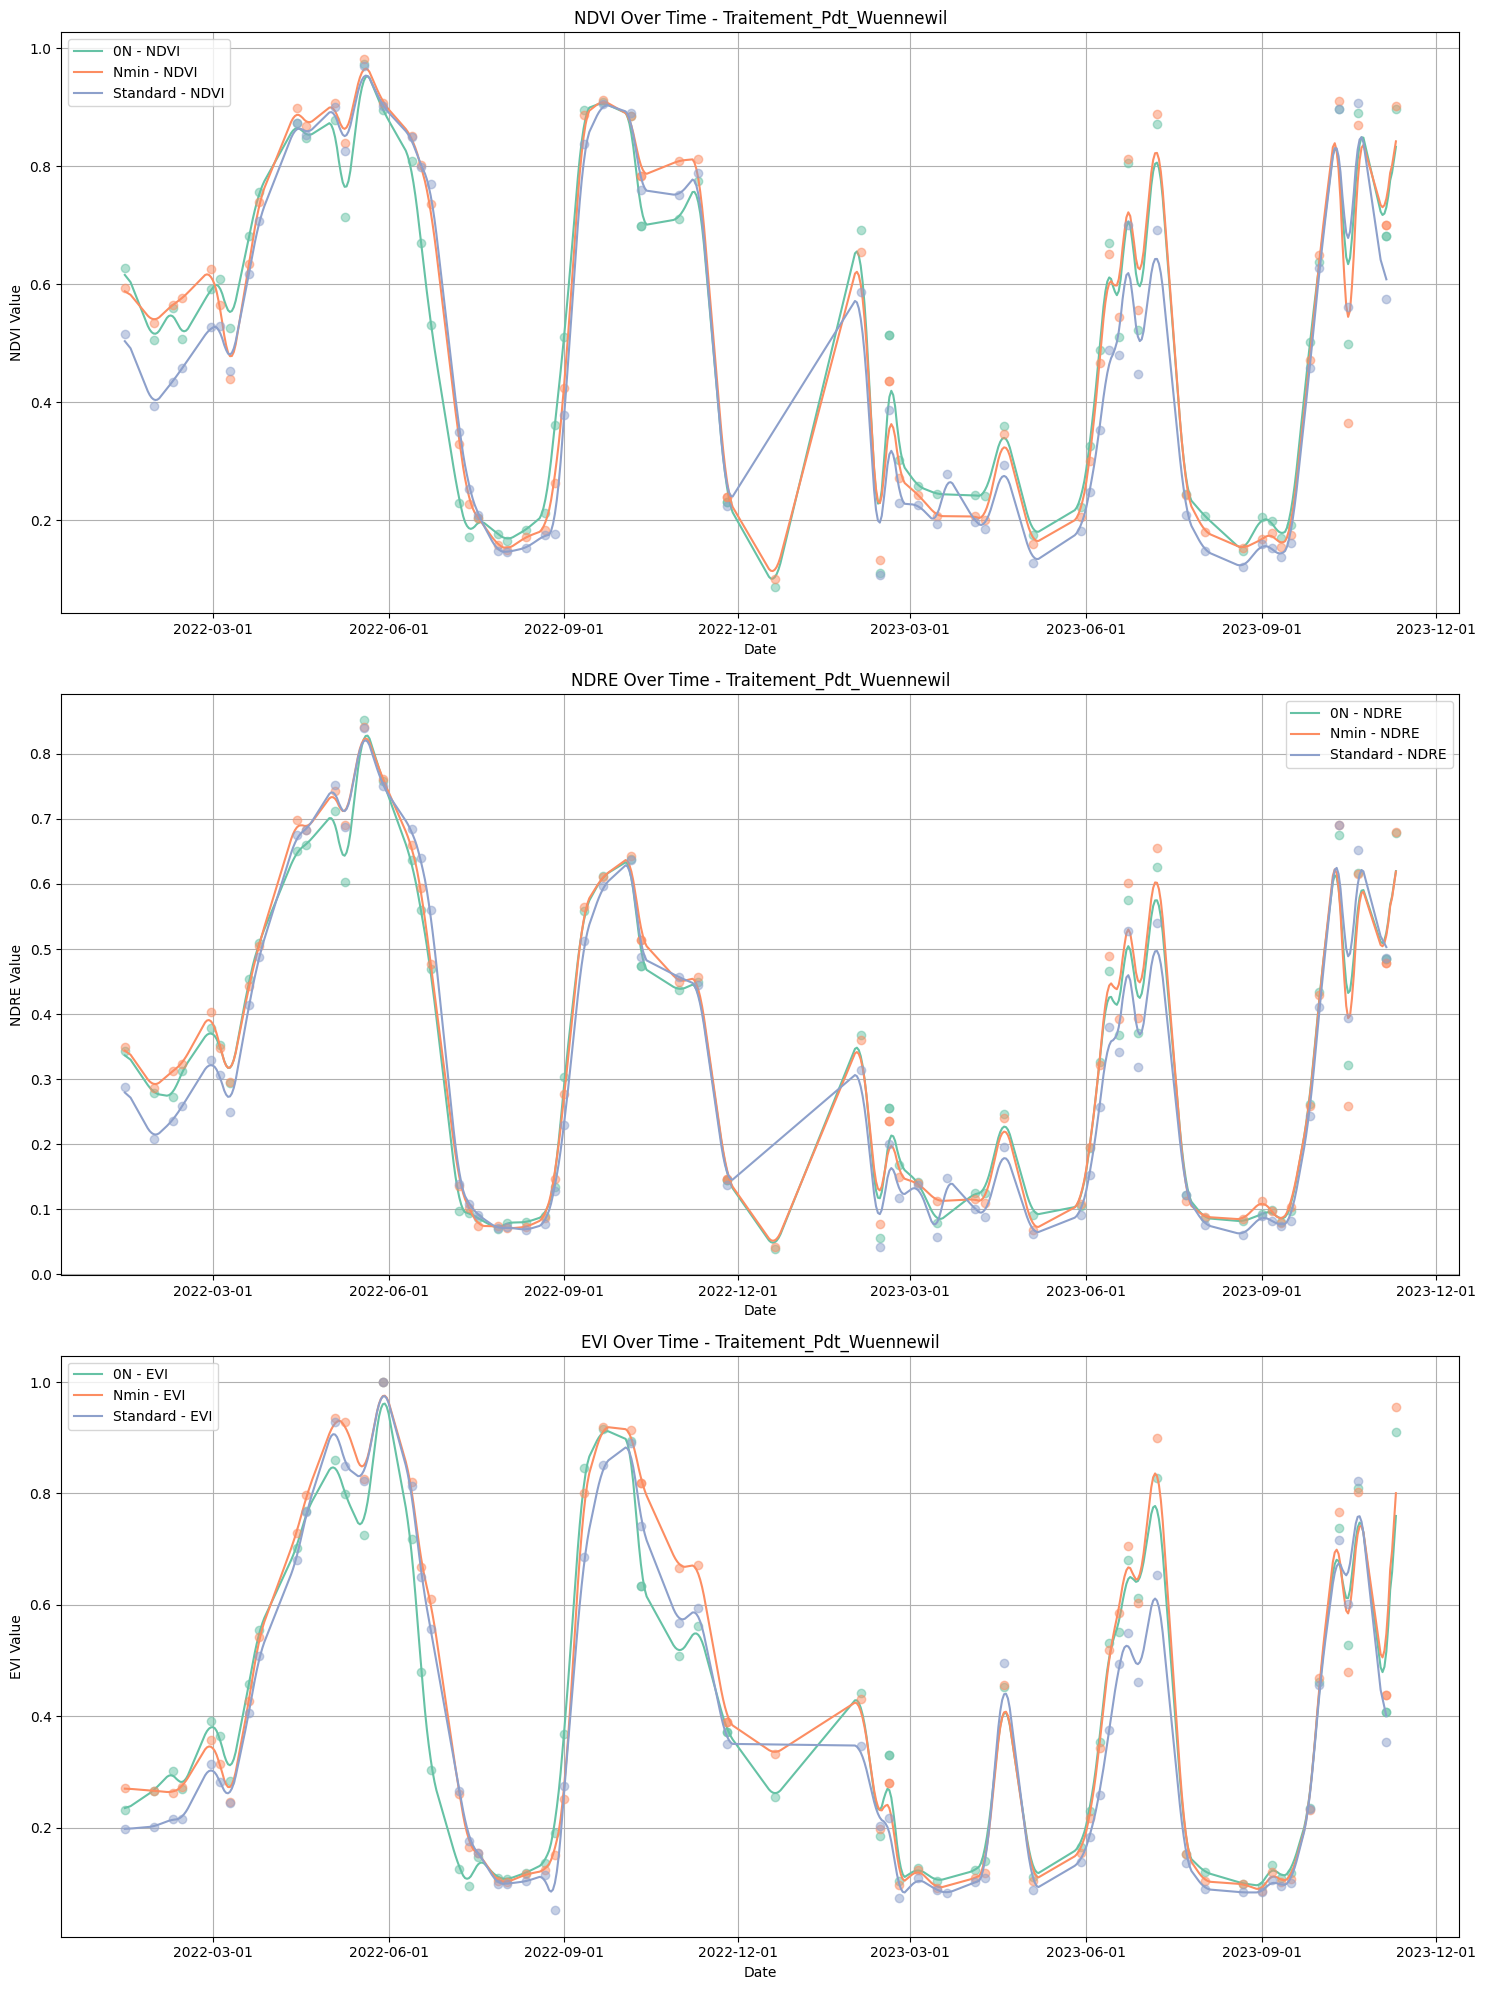 NDVI Over Time - Traitement_Pdt_Wuennewil
0N - NDVI
Nmin - NDVI
Standard - NDVI
1.0
0.8
0.6
0.4
0.2
NDVI Value
2022-03-01 2022-06-01 2022-09-01 2022-12-01 2023-03-01 2023-06-01 2023-09-01 2023-12-01
Date
NDRE Over Time - Traitement_Pdt_Wuennewil
0N - NDRE
Nmin - NDRE
Standard - NDRE
0.8
0.7
0.6
0.5
0.4
0.3
0.2
0.1
0.0
NDRE Value
2022-03-01 2022-06-01 2022-09-01 2022-12-01 2023-03-01 2023-06-01 2023-09-01 2023-12-01
Date
EVI Over Time - Traitement_Pdt_Wuennewil
0N - EVI
Nmin - EVI
Standard - EVI
1.0
0.8
0.6
0.4
0.2
EVI Value
2022-03-01 2022-06-01 2022-09-01 2022-12-01 2023-03-01 2023-06-01 2023-09-01 2023-12-01
Date